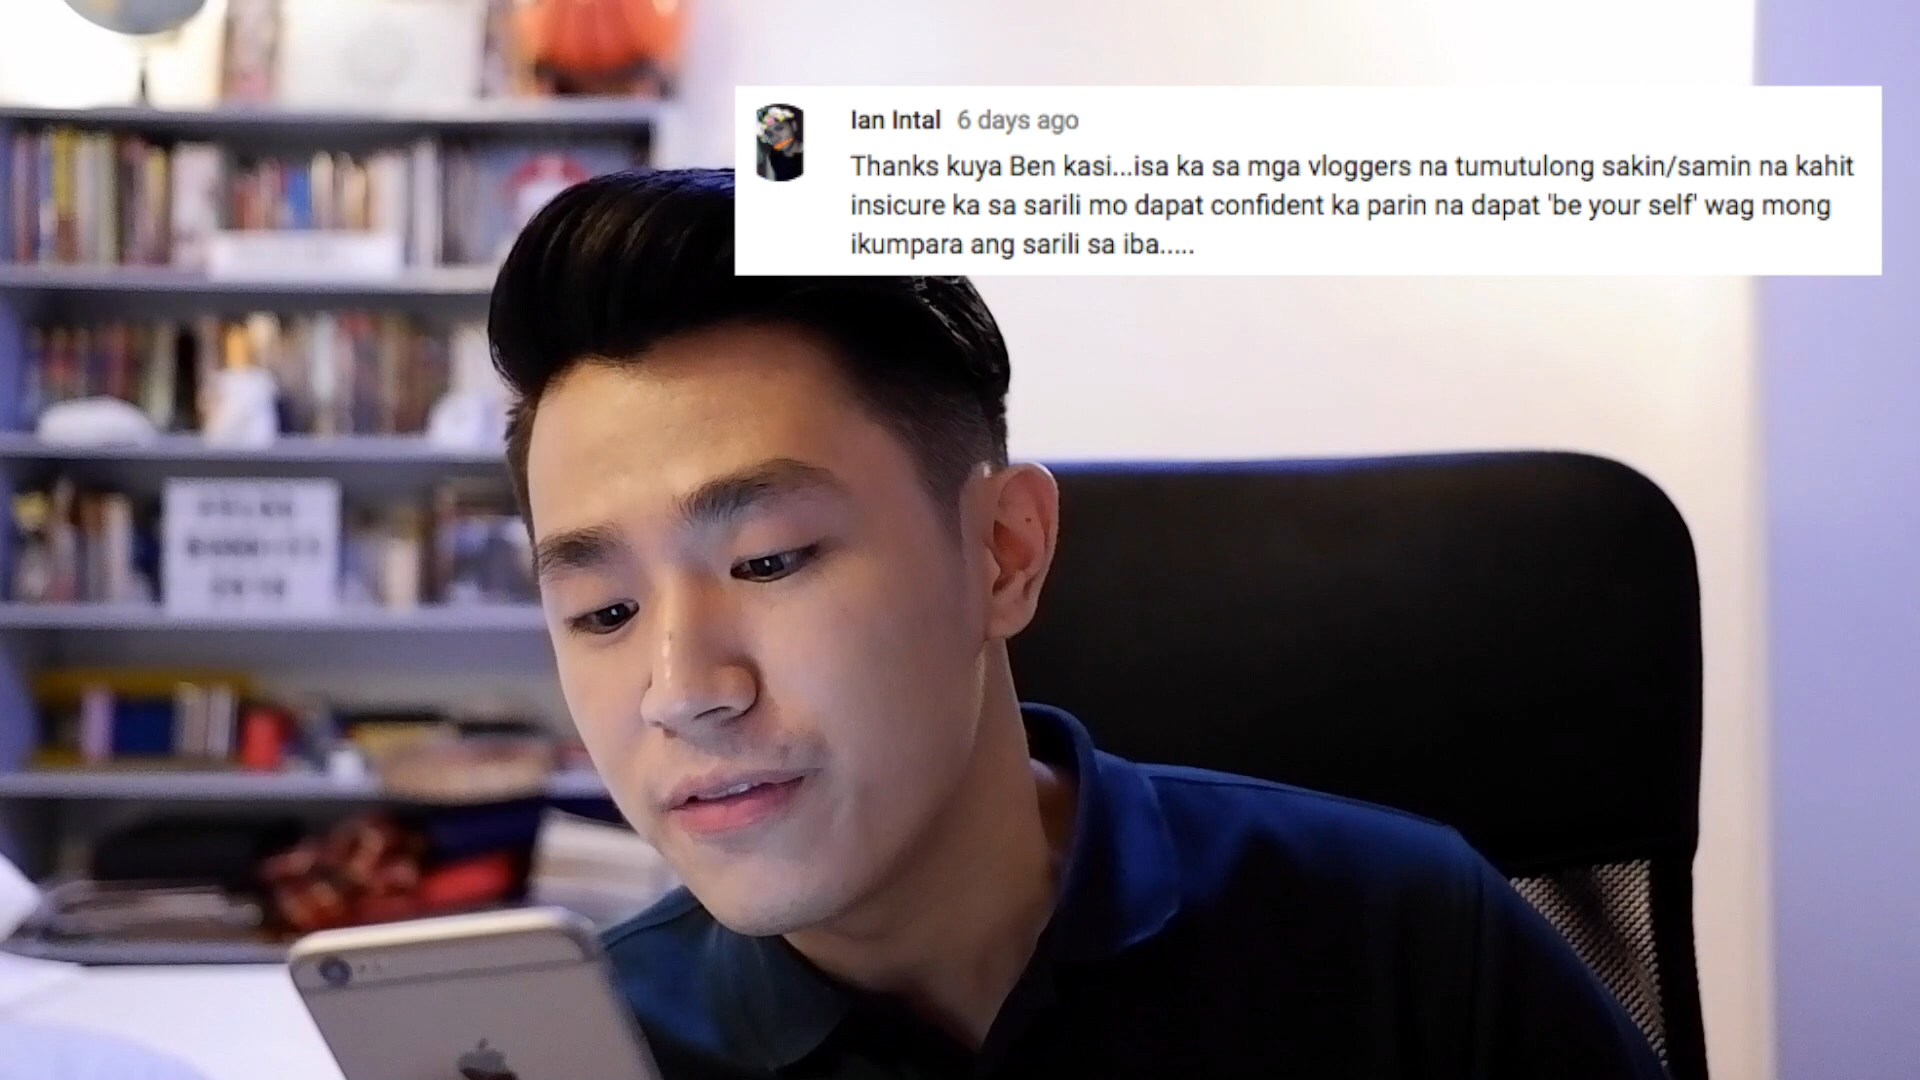 Ian Intal 6 days ago
Thanks kuya Ben kasi...isa ka sa mga vloggers na tumutulong sakin/samin na kahit
insicure ka sa sarili mo dapat confident ka parin na dapat 'be your self' wag mong
ikumpara ang sarili sa iba.....